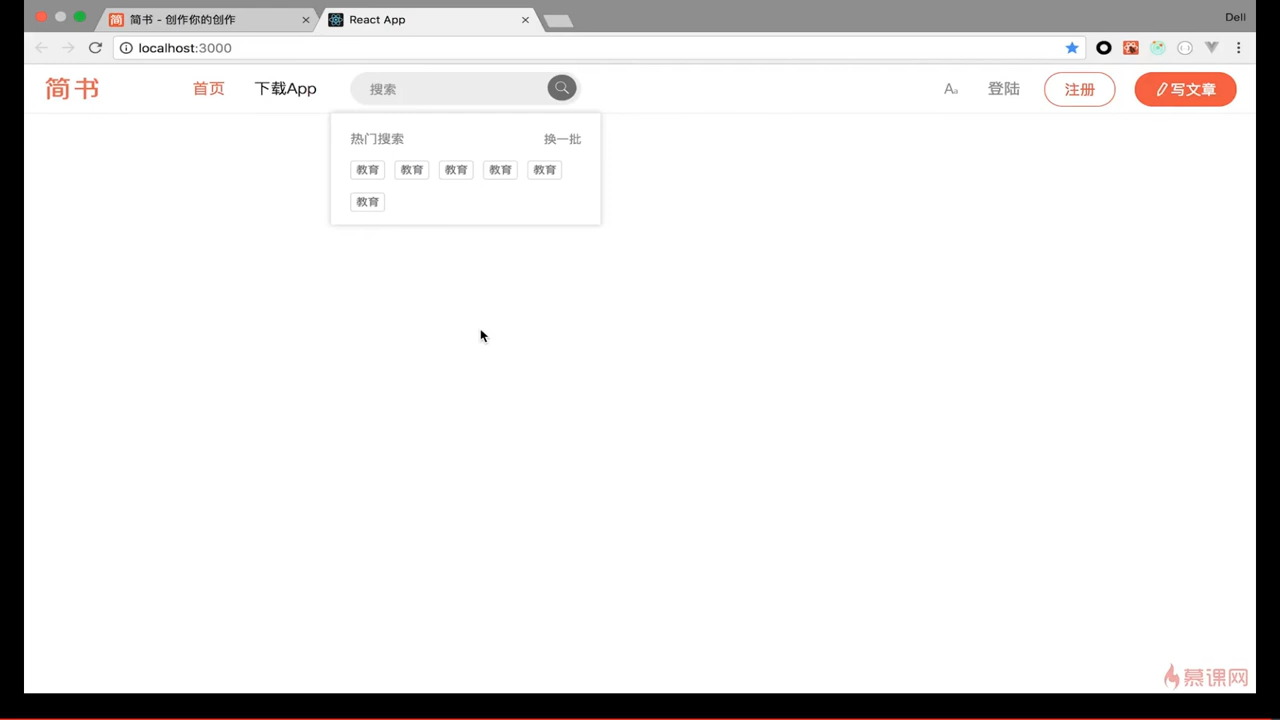 Dell
简书 - 创作你的创作
React App
localhost:3000
简书 首页 下载App 搜索 Aa 登陆 注册 写文章
热门搜索 换一批
教育 教育 教育 教育 教育
教育
慕课网